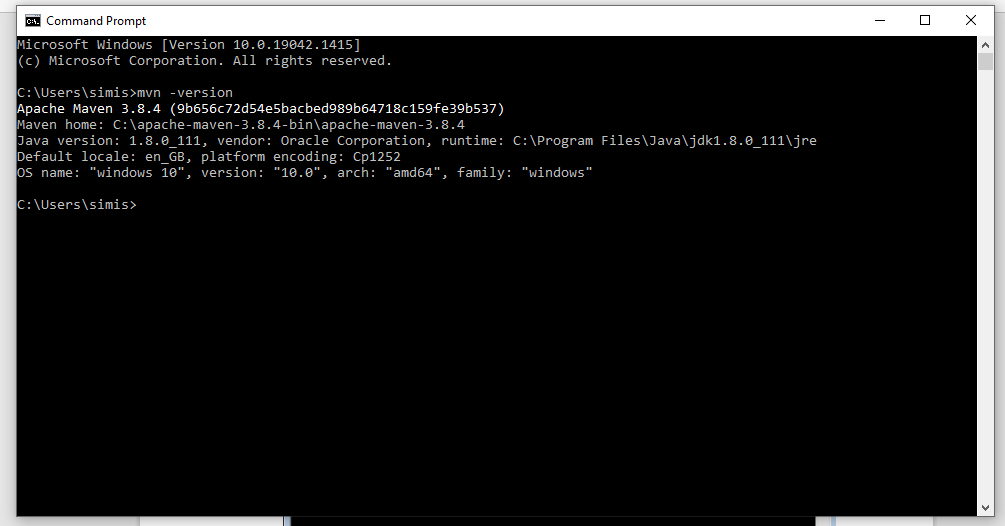 Command Prompt
Microsoft Windows [Version 10.0.19042.1415]
(c) Microsoft Corporation. All rights reserved.
C:\Users\simis>mvn -version
Apache Maven 3.8.4 (9b656c72d54e5bacbed989b64718c159fe39b537)
Maven home: C:\apache-maven-3.8.4-bin\apache-maven-3.8.4
Java version: 1.8.0_111, vendor: Oracle Corporation, runtime: C:\Program Files\Java\jdk1.8.0_111\jre
Default locale: en_GB, platform encoding: Cp1252
OS name: "windows 10", version: "10.0", arch: "amd64", family: "windows"
C:\Users\simis>